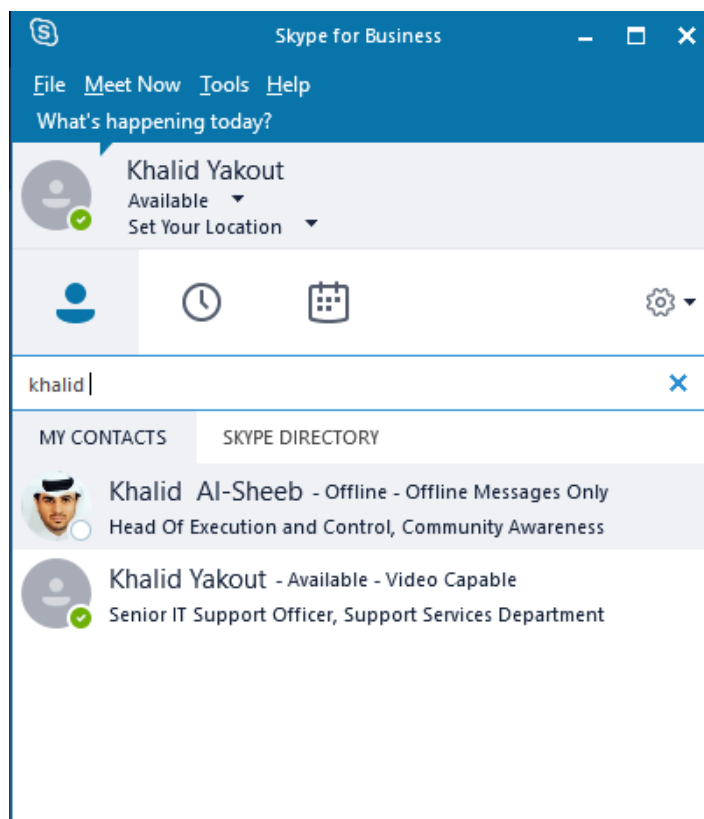 Skype for Business
File Meet Now Tools Help
What's happening today?
Khalid Yakout
Available
Set Your Location
khalid
MY CONTACTS SKYPE DIRECTORY
Khalid Al-Sheeb - Offline - Offline Messages Only
Head Of Execution and Control, Community Awareness
Khalid Yakout - Available - Video Capable
Senior IT Support Officer, Support Services Department